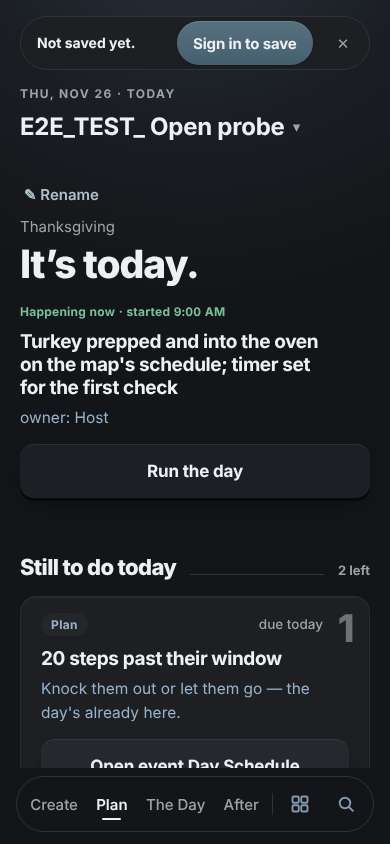 Not saved yet.
Sign in to save
×
THU, NOV 26 · TODAY
E2E_TEST_ Open probe ▾
✎ Rename
Thanksgiving
It’s today.
Happening now · started 9:00 AM
Turkey prepped and into the oven
on the map's schedule; timer set
for the first check
owner: Host
Run the day
Still to do today
2 left
Plan
due today
1
20 steps past their window
Knock them out or let them go — the
day's already here.
Open event Day Schedule
Create
Plan
The Day
After